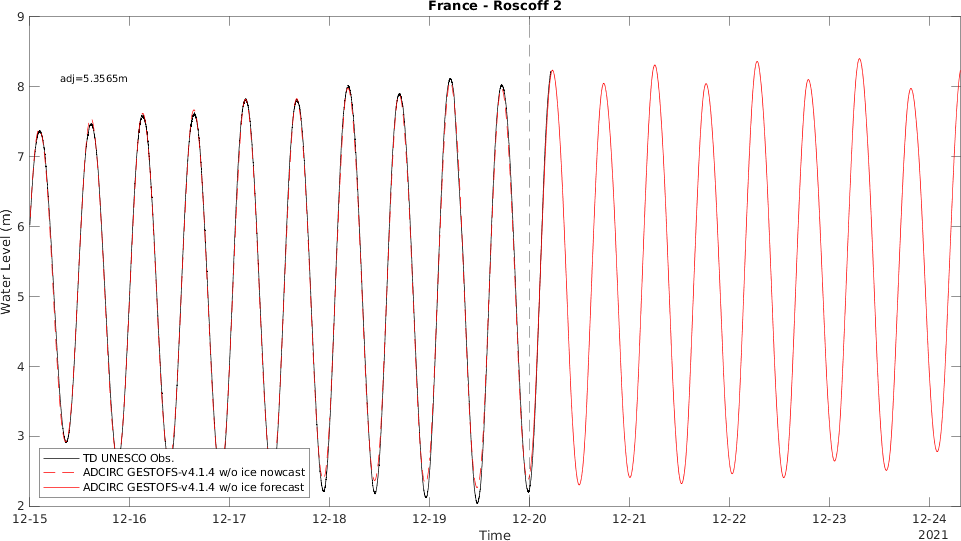 France - Roscoff 2
9
8
7
6
5
4
3
2
Water Level (m)
adj=5.3565m
TD UNESCO Obs.
ADCIRC GESTOFS-v4.1.4 w/o ice nowcast
ADCIRC GESTOFS-v4.1.4 w/o ice forecast
12-15 12-16 12-17 12-18 12-19 12-20 12-21 12-22 12-23 12-24
Time
2021